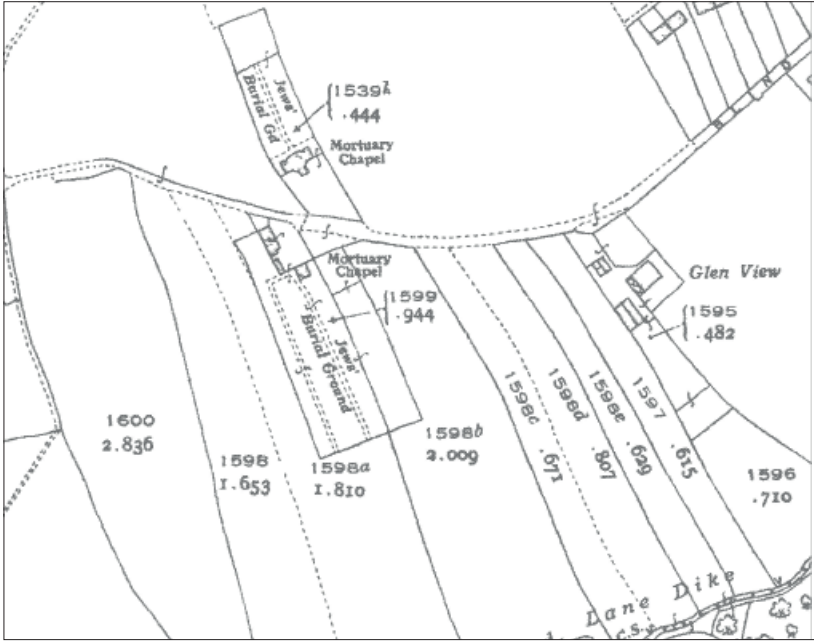 Jews'
Burial Gd
1539h
.444
Mortuary
Chapel
Mortuary
Chapel
1599
.944
Jews'
Burial Ground
Glen View
1595
.482
1600
2.836
1598
1.653
1598a
1.810
1598b
2.009
1598c
.671
1598d
.807
1598e
.629
1597
.615
1596
.710
Lane Dike